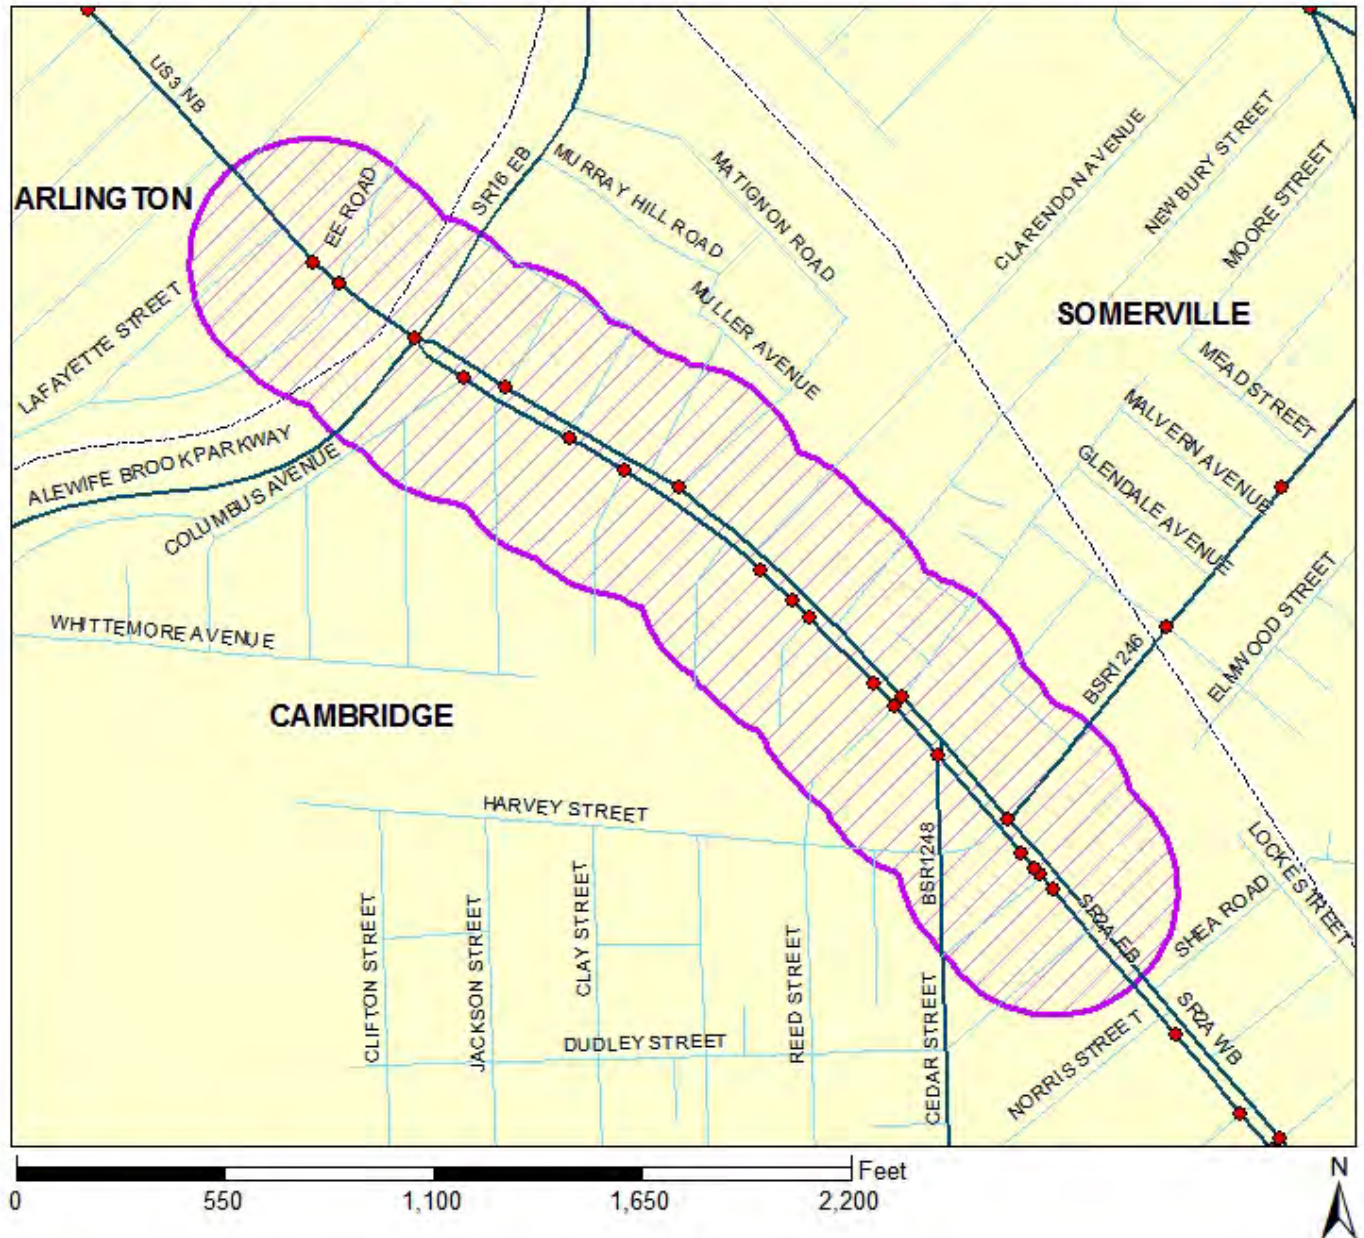 US3 NB
ARLINGTON
EE ROAD
SR16 EB
MURRAY HILL ROAD
MATIGNON ROAD
CLARENDON AVENUE
NEWBURY STREET
MOORE STREET
LAFAYETTE STREET
MULLER AVENUE
SOMERVILLE
MEAD STREET
MALVERN AVENUE
GLENDALE AVENUE
ALEWIFE BROOK PARKWAY
COLUMBUS AVENUE
WHITTEMORE AVENUE
BSR1246
ELMWOOD STREET
CAMBRIDGE
HARVEY STREET
BSR1248
LOCKE STREET
CLIFTON STREET
JACKSON STREET
CLAY STREET
REED STREET
SR2A EB
SHEA ROAD
DUDLEY STREET
CEDAR STREET
NORRIS STREET
SR2A WB
Feet
0 550 1,100 1,650 2,200
N